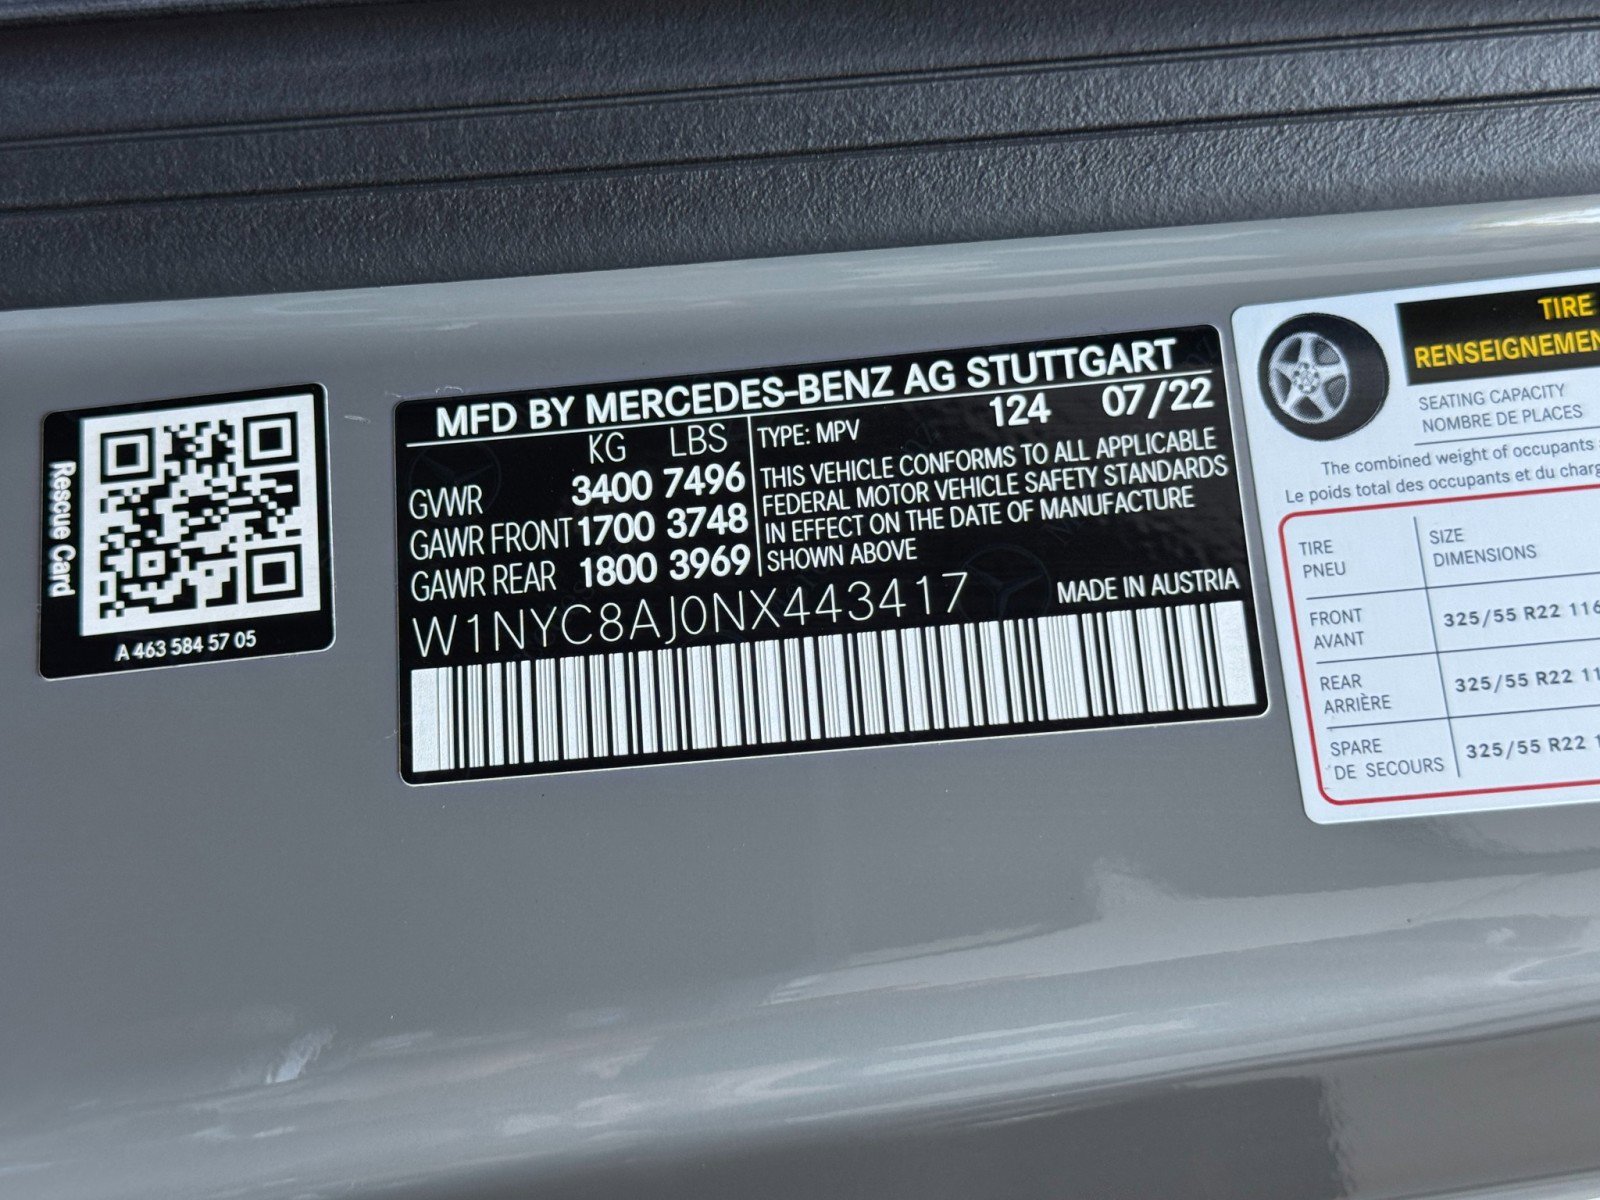 Rescue Card
A 463 584 57 05
MFD BY MERCEDES-BENZ AG STUTTGART
124 07/22
KG LBS
GVWR 3400 7496
GAWR FRONT 1700 3748
GAWR REAR 1800 3969
TYPE: MPV
THIS VEHICLE CONFORMS TO ALL APPLICABLE
FEDERAL MOTOR VEHICLE SAFETY STANDARDS
IN EFFECT ON THE DATE OF MANUFACTURE
SHOWN ABOVE
W1NYC8AJ0NX443417
MADE IN AUSTRIA
TIRE
RENSEIGNEMEN
SEATING CAPACITY
NOMBRE DE PLACES
The combined weight of occupants
Le poids total des occupants et du charg
TIRE
PNEU
SIZE
DIMENSIONS
FRONT
AVANT
325/55 R22 116
REAR
ARRIÈRE
325/55 R22 11
SPARE
DE SECOURS
325/55 R22 1